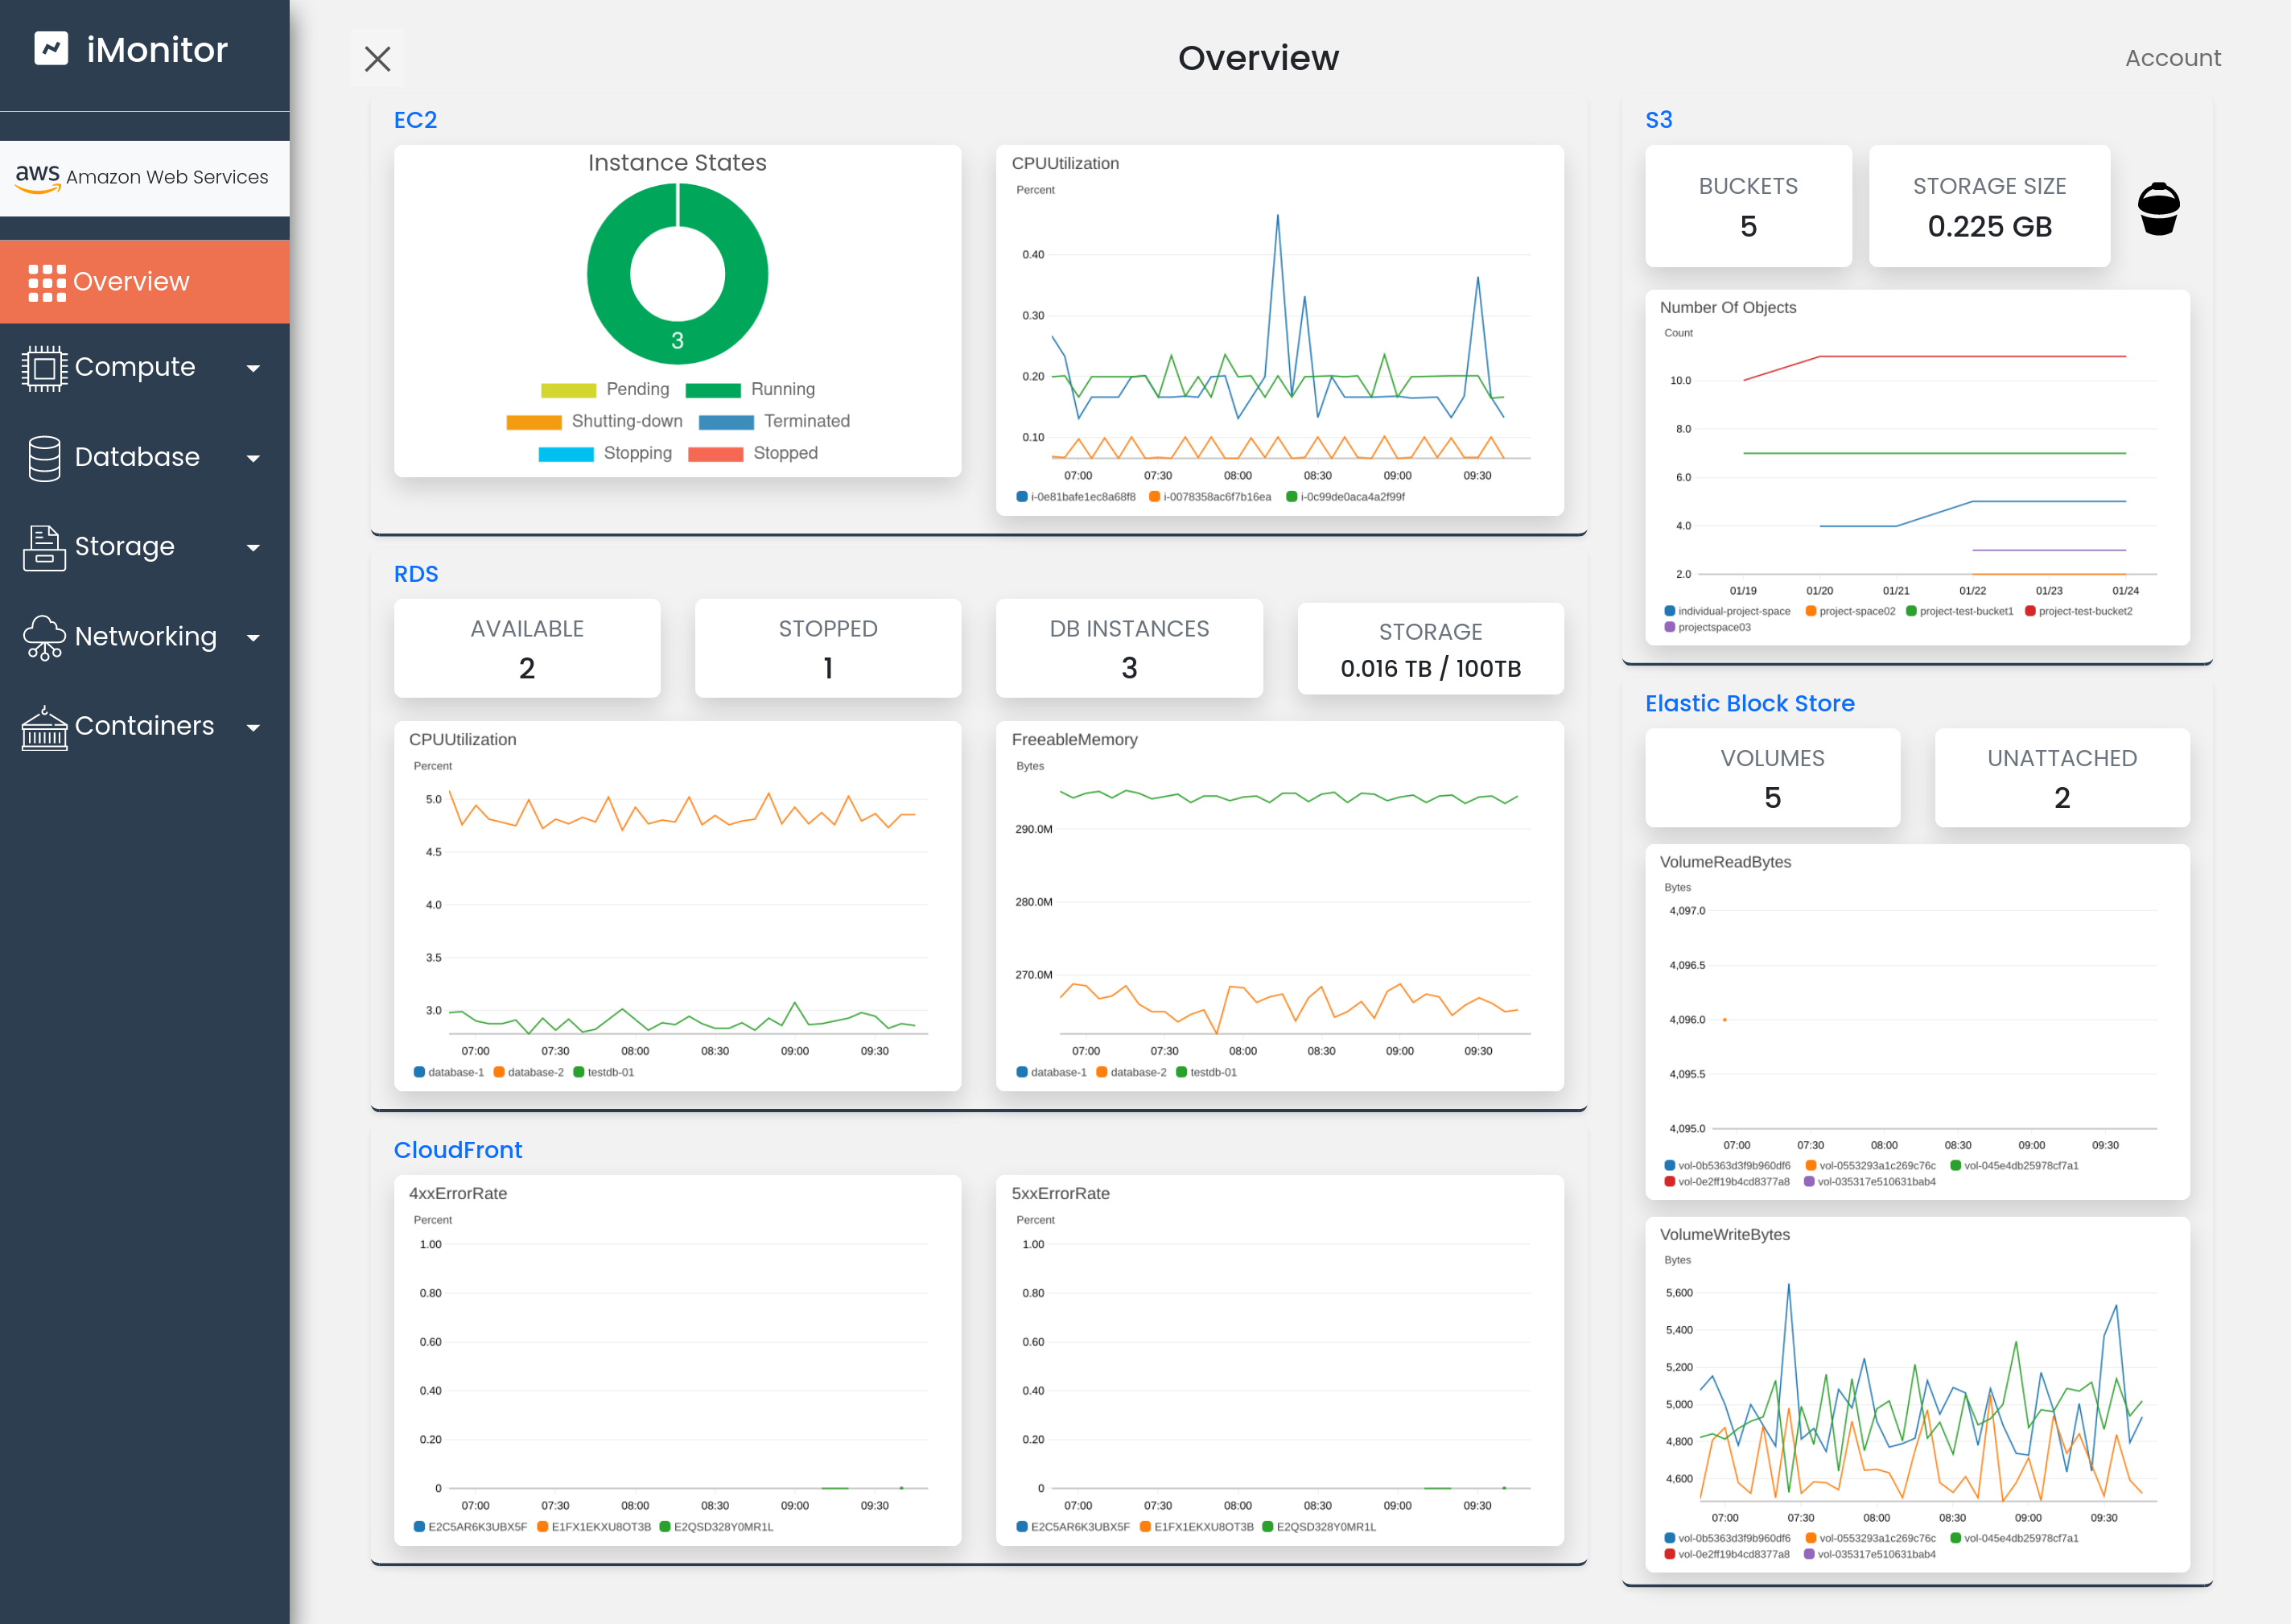 iMonitor
aws Amazon Web Services
Overview
Compute
Database
Storage
Networking
Containers
Overview
Account
EC2
Instance States
3
Pending Running
Shutting-down Terminated
Stopping Stopped
CPUUtilization
Percent
0.40
0.30
0.20
0.10
07:00 07:30 08:00 08:30 09:00 09:30
i-0e81bafe1ec8a68f8 i-0078358ac6f7b16ea i-0c99de0aca4a2f99f
RDS
AVAILABLE
2
STOPPED
1
DB INSTANCES
3
STORAGE
0.016 TB / 100TB
CPUUtilization
Percent
5.0
4.5
4.0
3.5
3.0
07:00 07:30 08:00 08:30 09:00 09:30
database-1 database-2 testdb-01
FreeableMemory
Bytes
290.0M
280.0M
270.0M
07:00 07:30 08:00 08:30 09:00 09:30
database-1 database-2 testdb-01
CloudFront
4xxErrorRate
Percent
1.00
0.80
0.60
0.40
0.20
0
07:00 07:30 08:00 08:30 09:00 09:30
E2C5AR6K3UBX5F E1FX1EKXU8OT3B E2QSD328Y0MR1L
5xxErrorRate
Percent
1.00
0.80
0.60
0.40
0.20
0
07:00 07:30 08:00 08:30 09:00 09:30
E2C5AR6K3UBX5F E1FX1EKXU8OT3B E2QSD328Y0MR1L
S3
BUCKETS
5
STORAGE SIZE
0.225 GB
Number Of Objects
Count
10.0
8.0
6.0
4.0
2.0
01/19 01/20 01/21 01/22 01/23 01/24
individual-project-space project-space02 project-test-bucket1 project-test-bucket2
projectspace03
Elastic Block Store
VOLUMES
5
UNATTACHED
2
VolumeReadBytes
Bytes
4,097.0
4,096.5
4,096.0
4,095.5
4,095.0
07:00 07:30 08:00 08:30 09:00 09:30
vol-0b5363d3f9b960df6 vol-0553293a1c269c76c vol-045e4db25978cf7a1
vol-0e2ff19b4cd8377a8 vol-035317e510631bab4
VolumeWriteBytes
Bytes
5,600
5,400
5,200
5,000
4,800
4,600
07:00 07:30 08:00 08:30 09:00 09:30
vol-0b5363d3f9b960df6 vol-0553293a1c269c76c vol-045e4db25978cf7a1
vol-0e2ff19b4cd8377a8 vol-035317e510631bab4